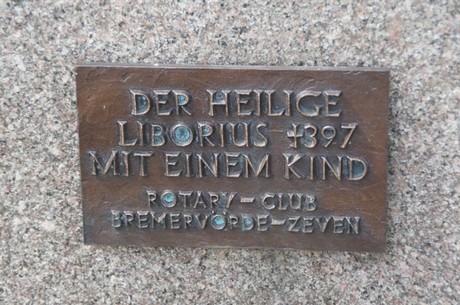 DER HEILIGE
LIBORIUS ✝397
MIT EINEM KIND
ROTARY–CLUB
BREMERVÖRDE–ZEVEN